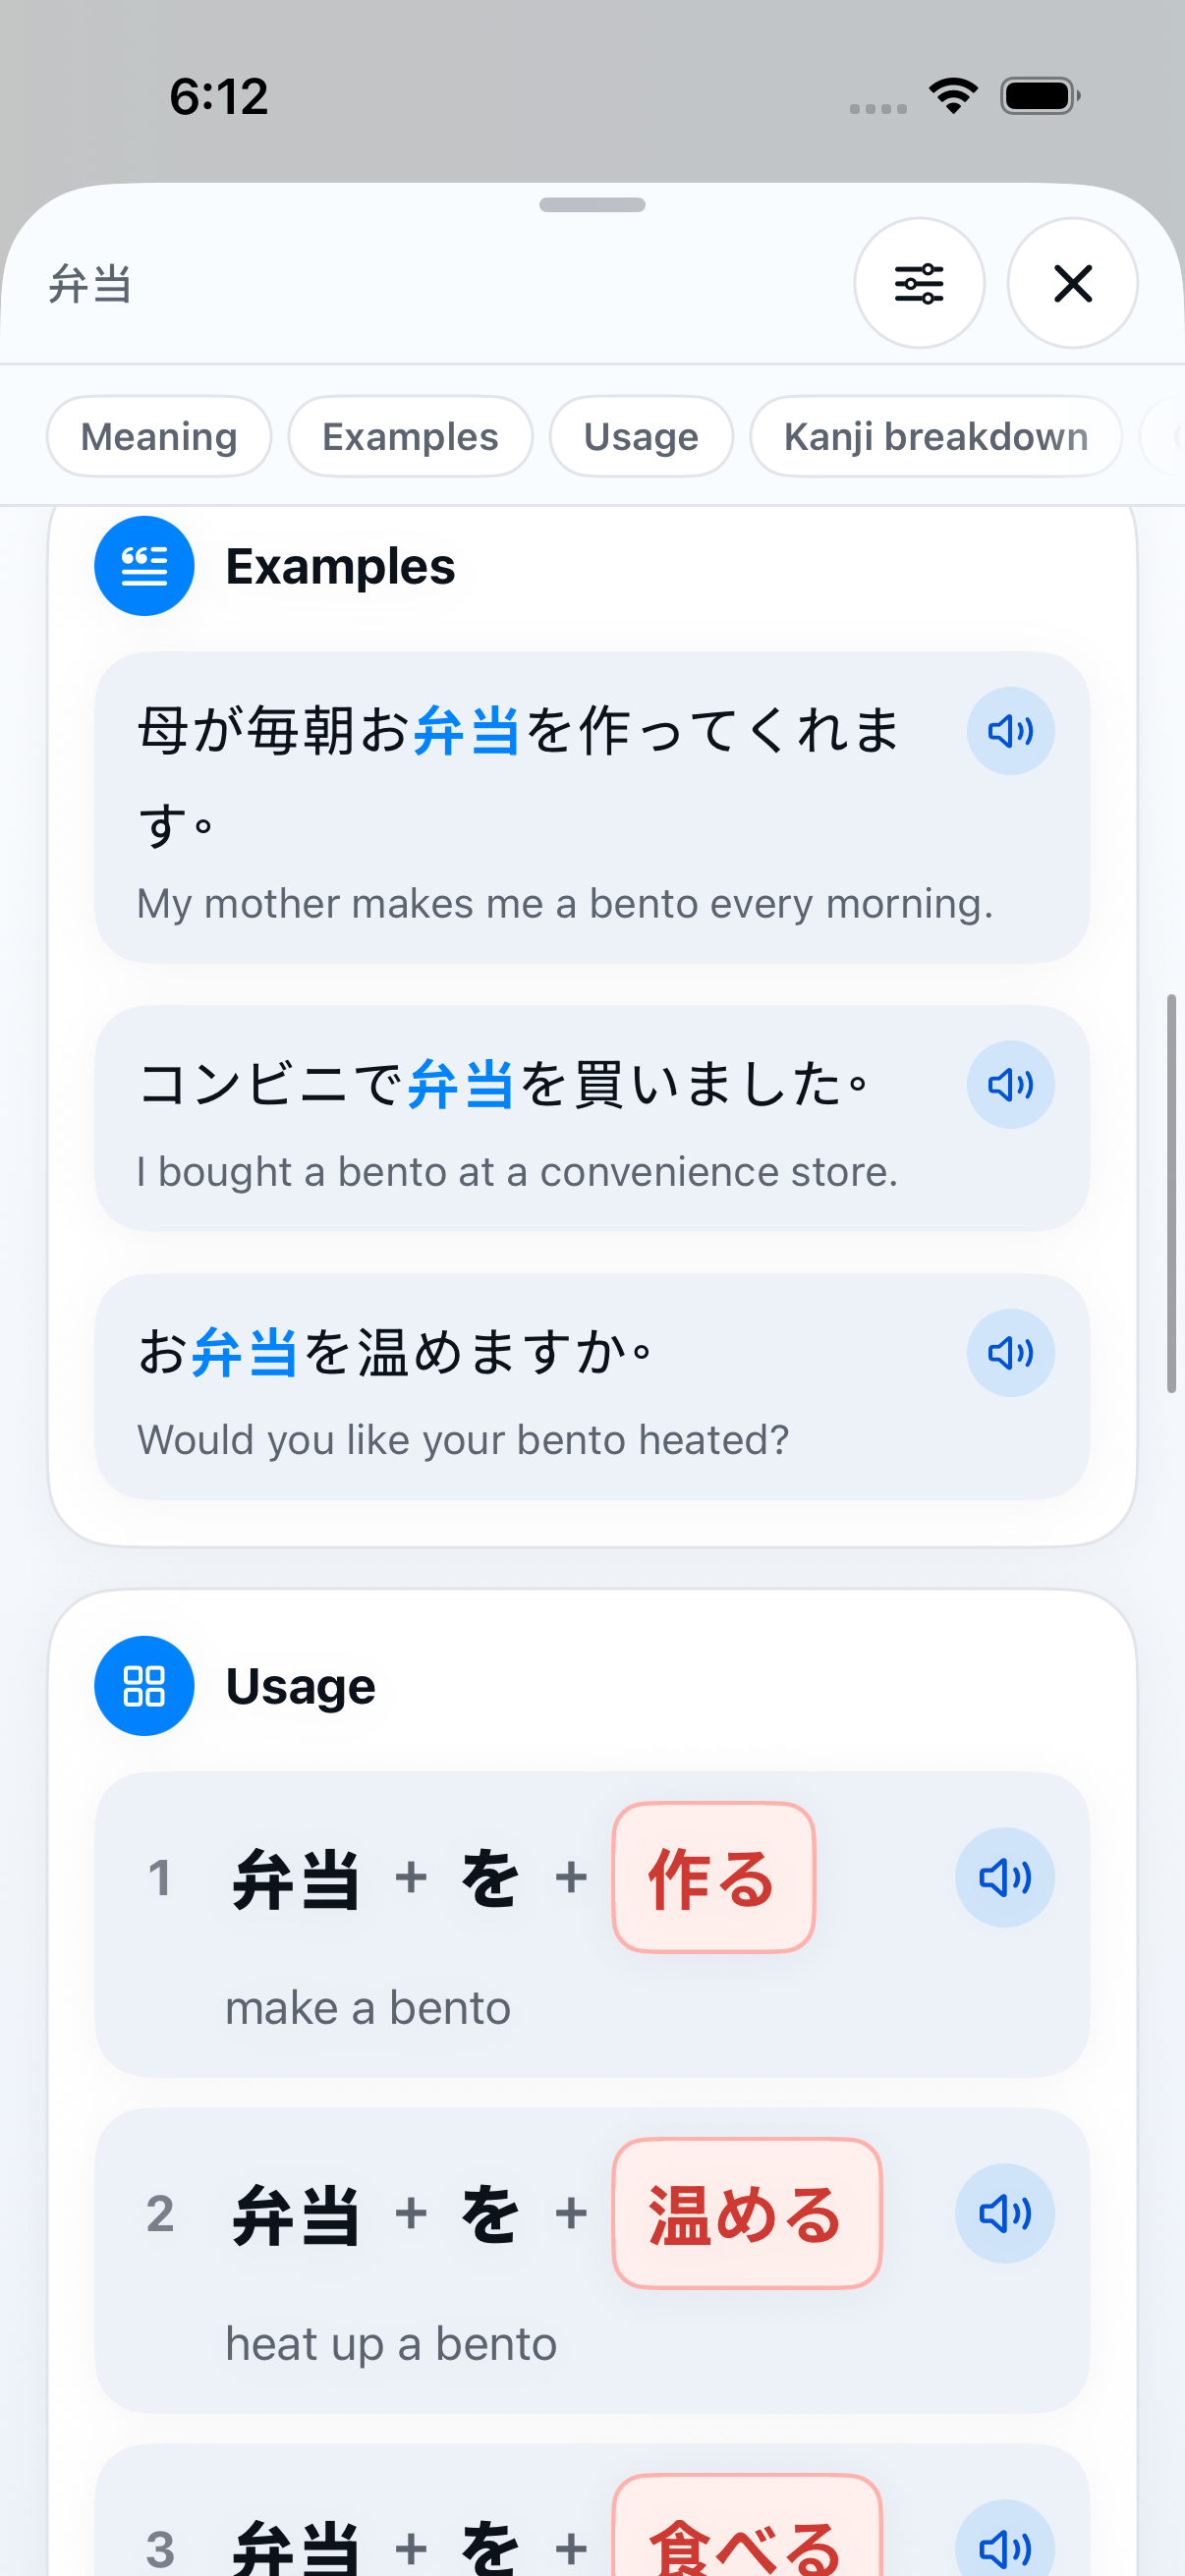 6:12
弁当
Meaning
Examples
Usage
Kanji breakdown
Examples
母が毎朝お弁当を作ってくれま
す。
My mother makes me a bento every morning.
コンビニで弁当を買いました。
I bought a bento at a convenience store.
お弁当を温めますか。
Would you like your bento heated?
Usage
1 弁当 + を + 作る
make a bento
2 弁当 + を + 温める
heat up a bento
3 弁当 + を + 食べる